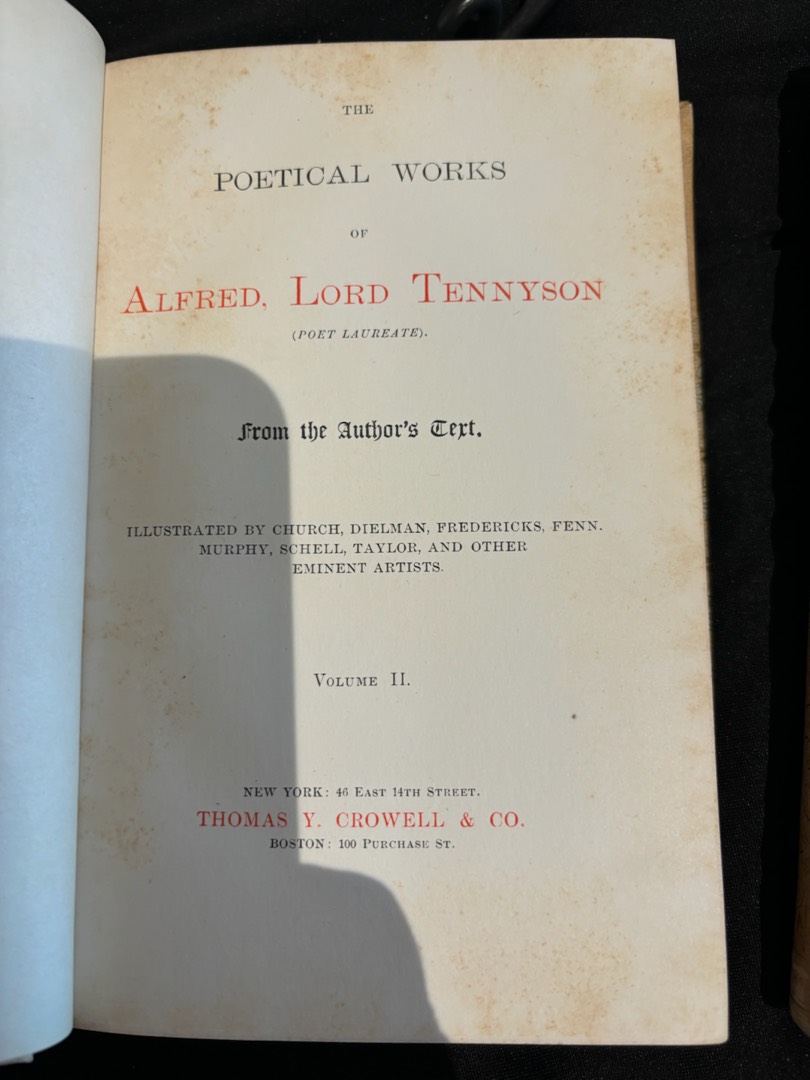 THE
POETICAL WORKS
OF
ALFRED, LORD TENNYSON
(POET LAUREATE).
From the Author's Text.
ILLUSTRATED BY CHURCH, DIELMAN, FREDERICKS, FENN.
MURPHY, SCHELL, TAYLOR, AND OTHER
EMINENT ARTISTS.
VOLUME II.
NEW YORK: 46 EAST 14TH STREET.
THOMAS Y. CROWELL & CO.
BOSTON: 100 PURCHASE ST.